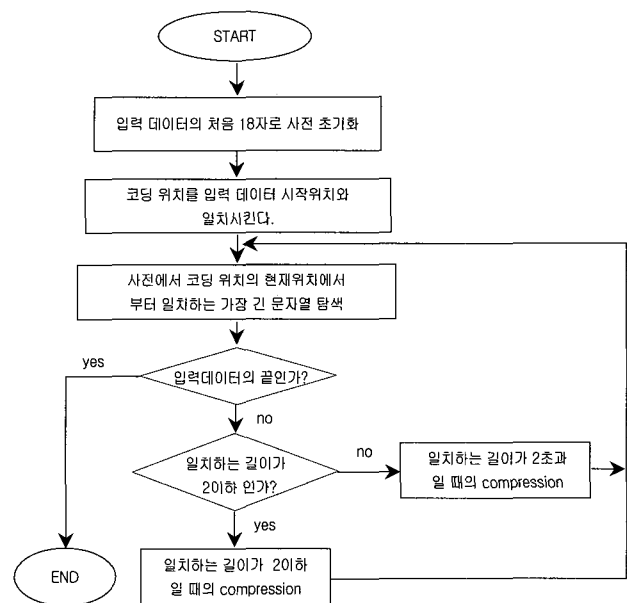 START
입력 데이터의 처음 18자로 사전 초기화
코딩 위치를 입력 데이터 시작위치와
일치시킨다.
사전에서 코딩 위치의 현재위치에서
부터 일치하는 가장 긴 문자열 탐색
yes
입력데이터의 끝인가?
no
일치하는 길이가
2이하 인가?
no
일치하는 길이가 2초과
일 때의 compression
yes
END
일치하는 길이가 2이하
일 때의 compression